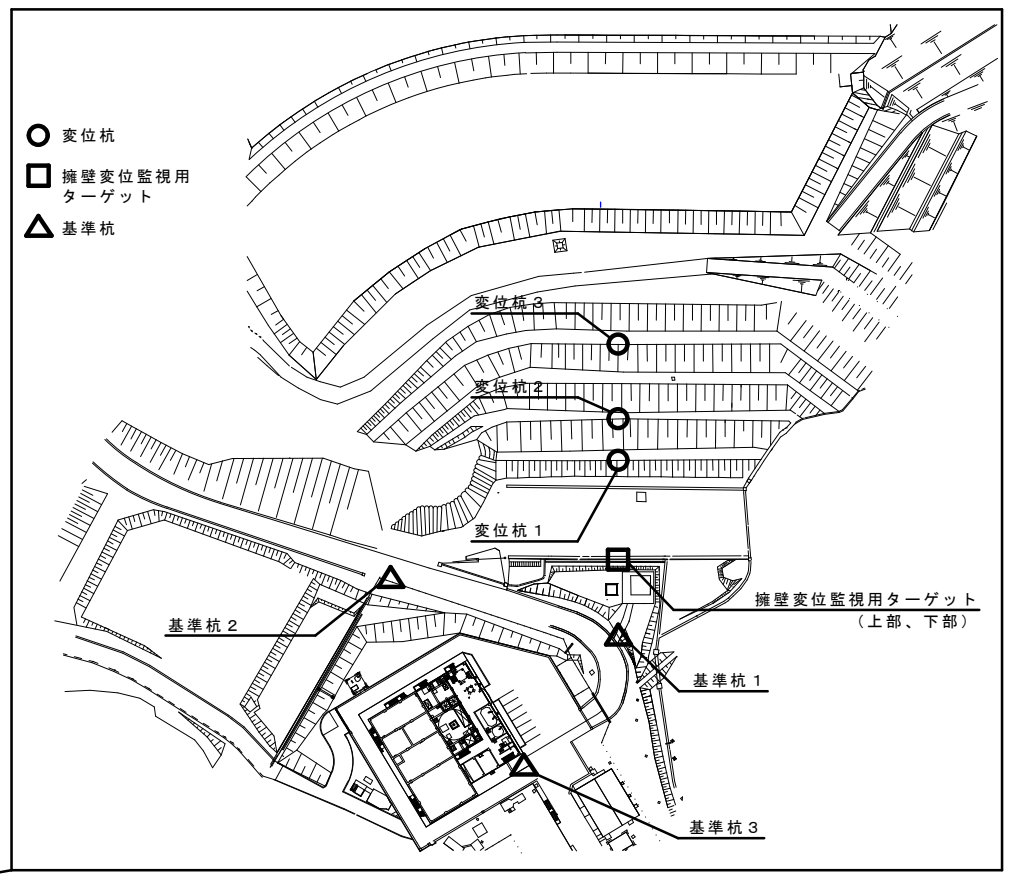 変位杭
擁壁変位監視用
ターゲット
基準杭
変位杭3
変位杭2
変位杭1
擁壁変位監視用ターゲット
(上部、下部)
基準杭2
基準杭1
基準杭3